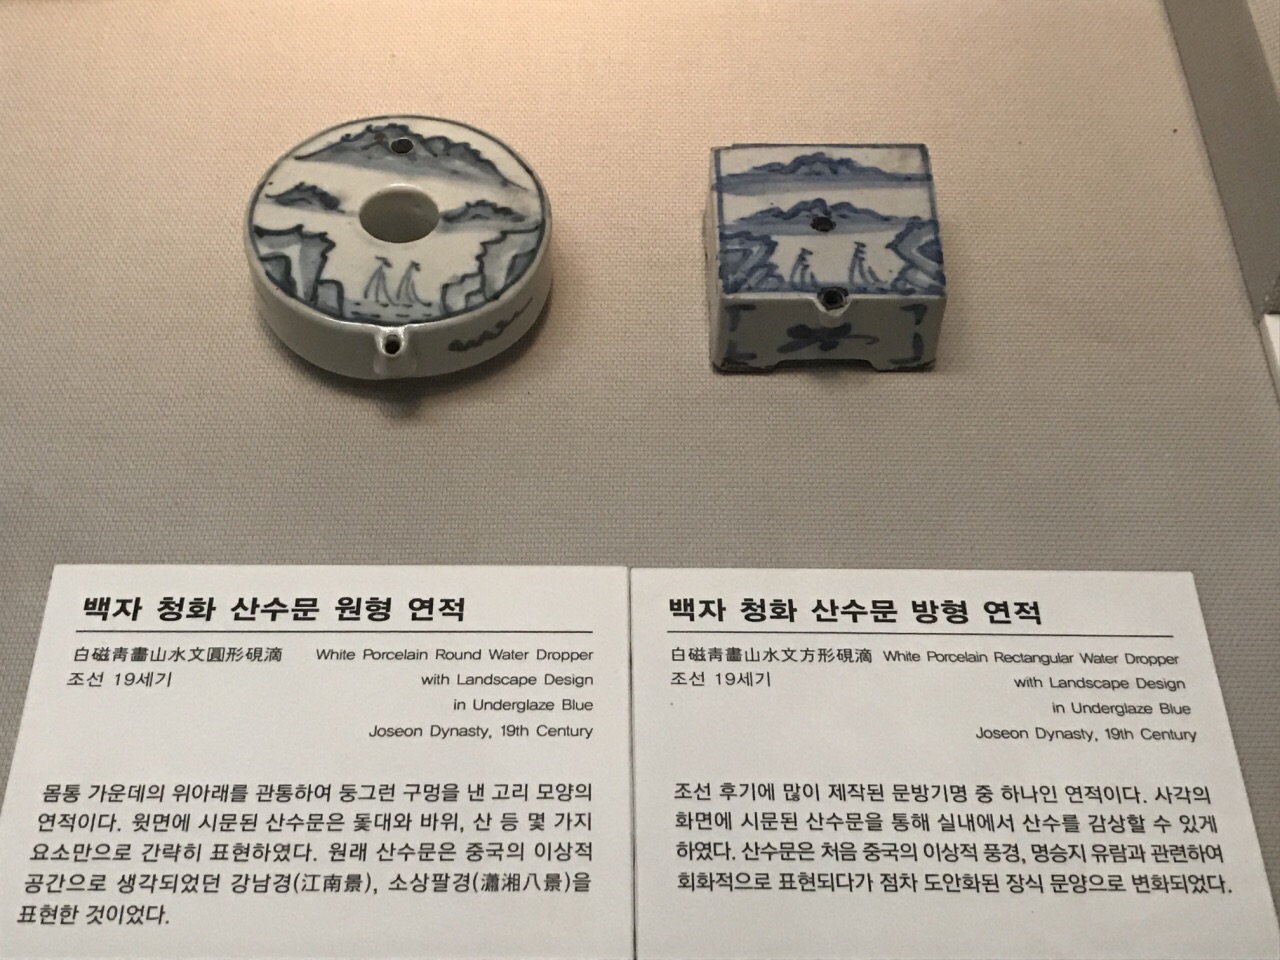 백자 청화 산수문 원형 연적
白磁靑畵山水文圓形硯滴 White Porcelain Round Water Dropper
조선 19세기 with Landscape Design
in Underglaze Blue
Joseon Dynasty, 19th Century
몸통 가운데의 위아래를 관통하여 둥그런 구멍을 낸 고리 모양의
연적이다. 윗면에 시문된 산수문은 돛대와 바위, 산 등 몇 가지
요소만으로 간략히 표현하였다. 원래 산수문은 중국의 이상적
공간으로 생각되었던 강남경(江南景), 소상팔경(瀟湘八景)을
표현한 것이었다.
백자 청화 산수문 방형 연적
白磁靑畵山水文方形硯滴 White Porcelain Rectangular Water Dropper
조선 19세기 with Landscape Design
in Underglaze Blue
Joseon Dynasty, 19th Century
조선 후기에 많이 제작된 문방기명 중 하나인 연적이다. 사각의
화면에 시문된 산수문을 통해 실내에서 산수를 감상할 수 있게
하였다. 산수문은 처음 중국의 이상적 풍경, 명승지 유람과 관련하여
회화적으로 표현되다가 점차 도안화된 장식 문양으로 변화되었다.